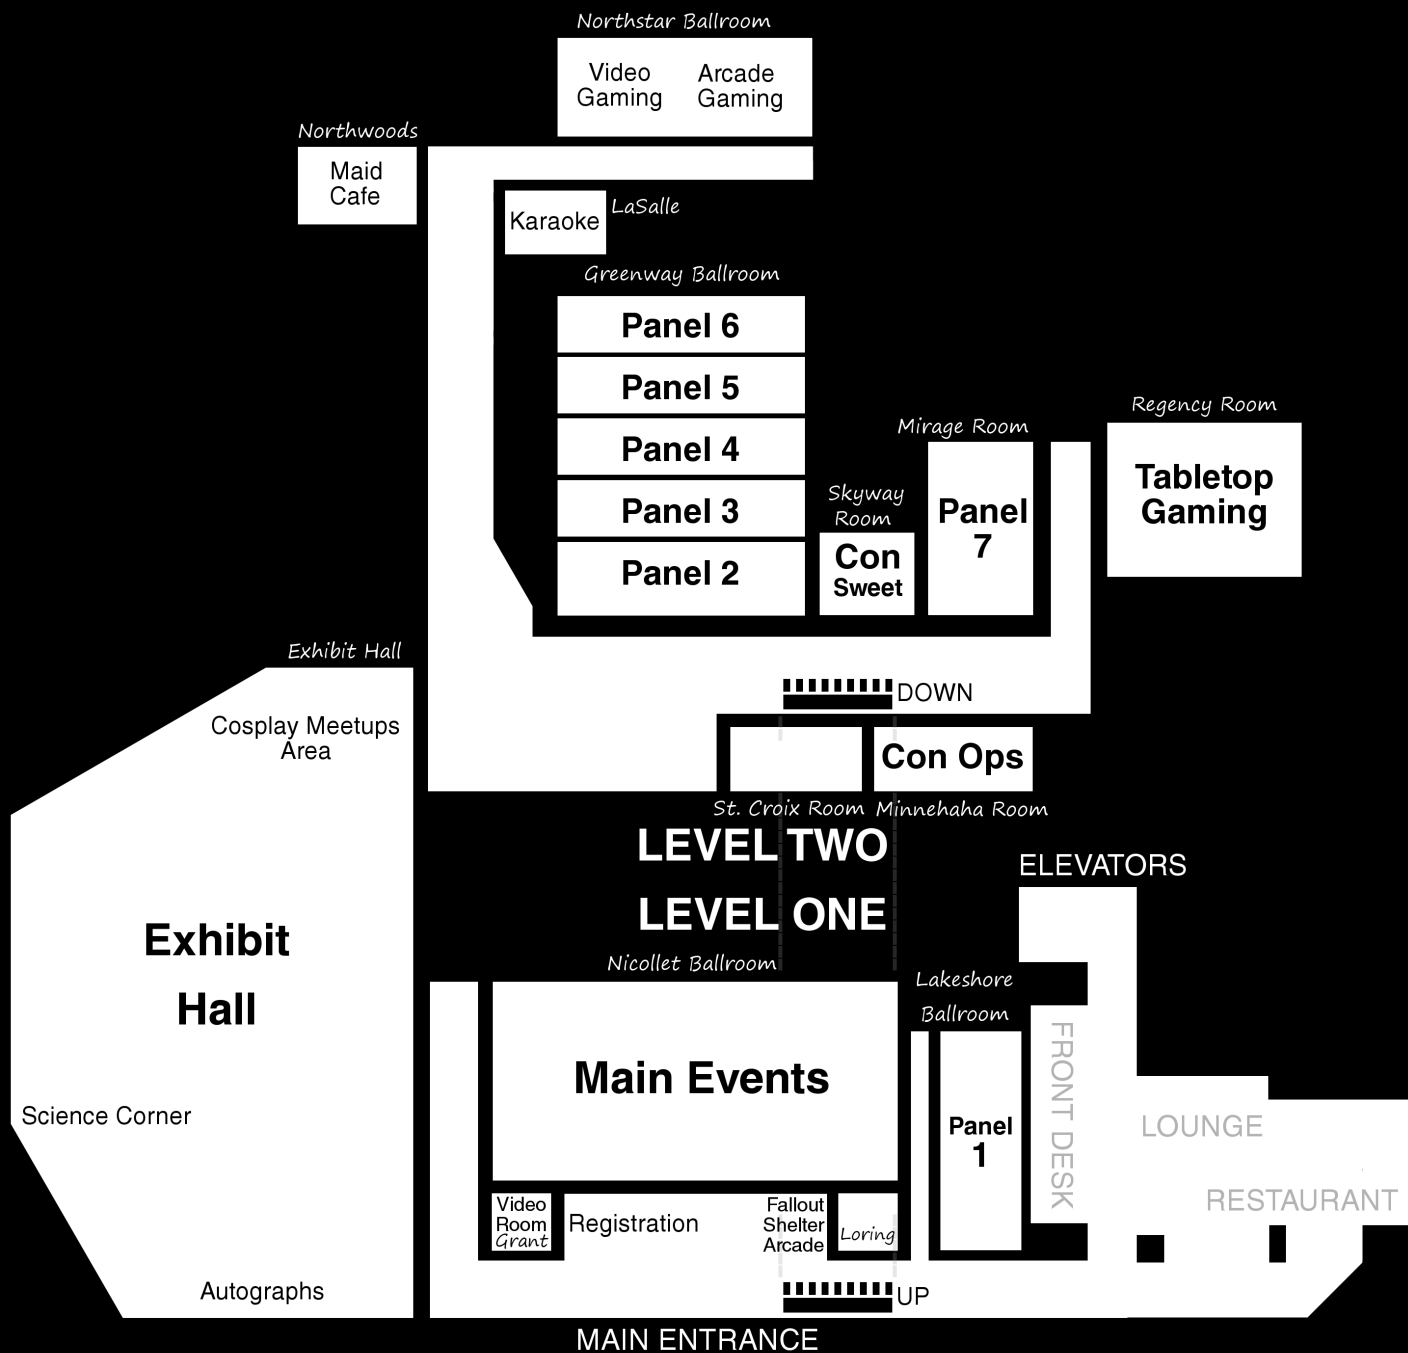 Northstar Ballroom
Video
Gaming
Arcade
Gaming
Northwoods
Maid
Cafe
Karaoke
LaSalle
Greenway Ballroom
Panel 6
Panel 5
Panel 4
Panel 3
Panel 2
Skyway
Room
Con
Sweet
Mirage Room
Panel
7
Regency Room
Tabletop
Gaming
Exhibit Hall
Cosplay Meetups
Area
DOWN
Con Ops
St. Croix Room
Minnehaha Room
LEVEL TWO
LEVEL ONE
ELEVATORS
Exhibit
Hall
Nicollet Ballroom
Lakeshore
Ballroom
Main Events
Panel
1
FRONT DESK
LOUNGE
RESTAURANT
Science Corner
Video
Room
Grant
Registration
Fallout
Shelter
Arcade
Loring
Autographs
UP
MAIN ENTRANCE